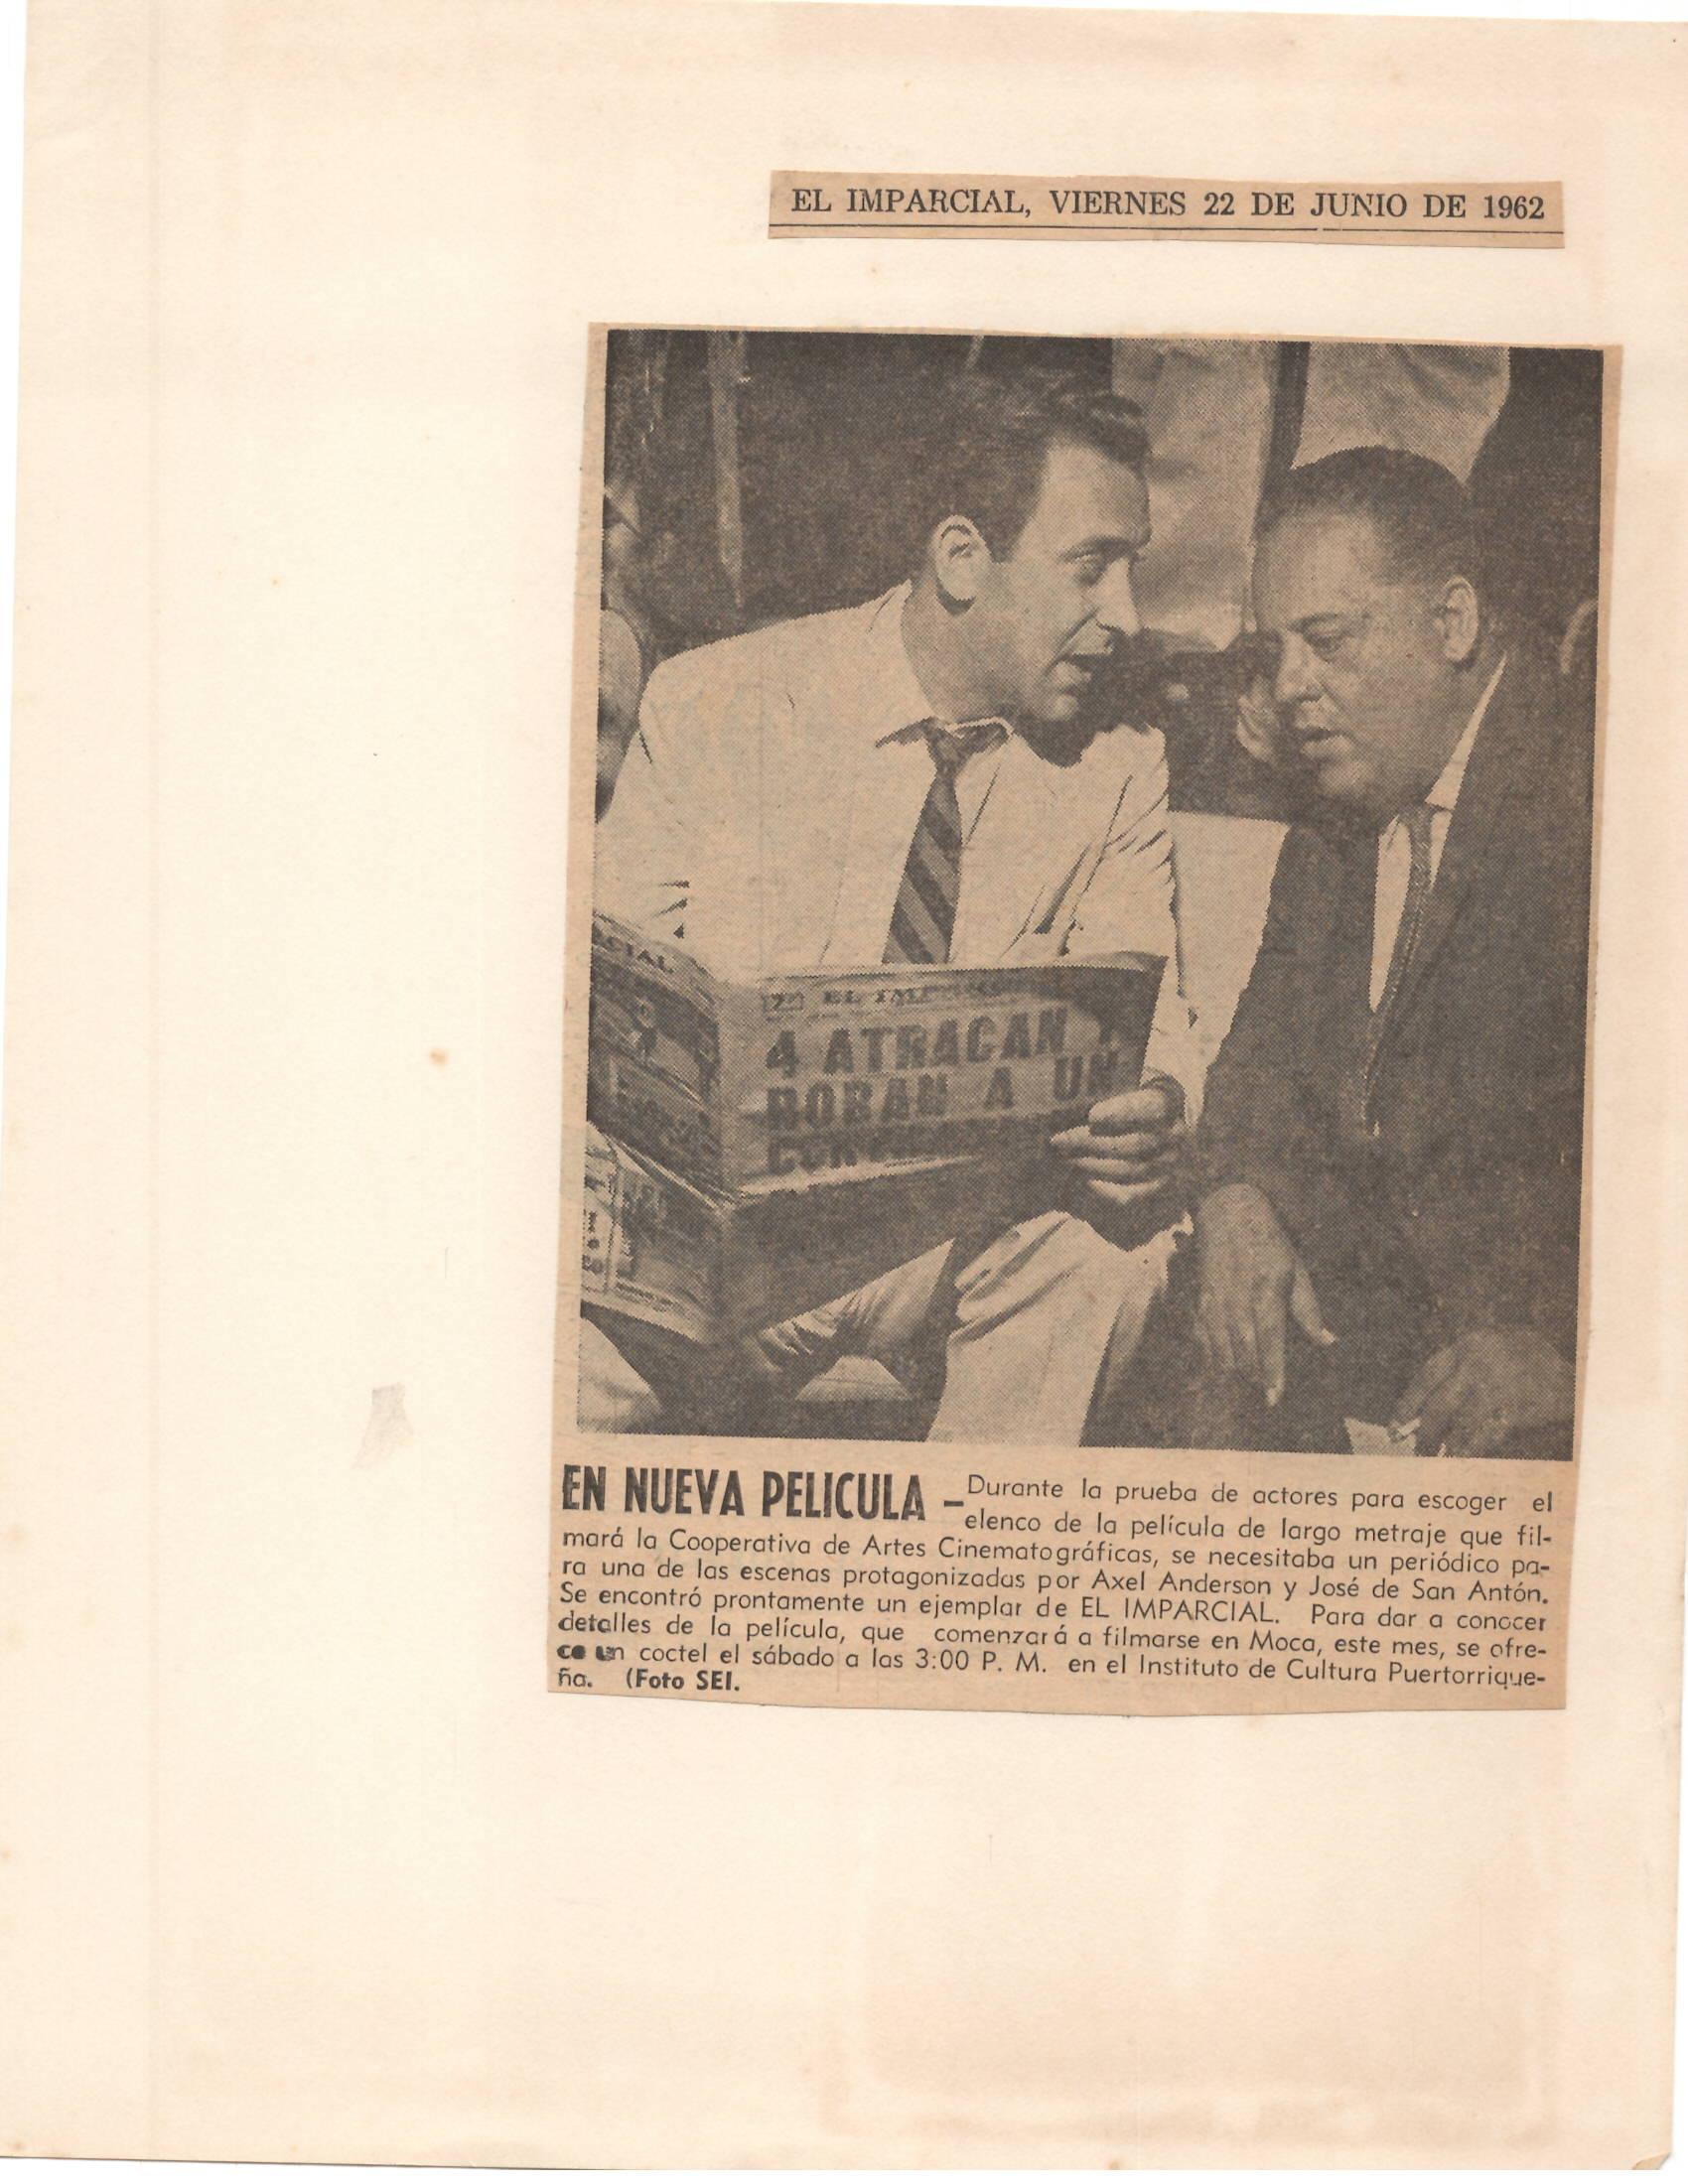 EL IMPARCIAL, VIERNES 22 DE JUNIO DE 1962
CIAL
EL
4 ATRACAN Y
ROBAN A UN
EN NUEVA PELICULA — Durante la prueba de actores para escoger el
elenco de la película de largo metraje que fil-
mará la Cooperativa de Artes Cinematográficas, se necesitaba un periódico pa-
ra una de las escenas protagonizadas por Axel Anderson y José de San Antón.
Se encontró prontamente un ejemplar de EL IMPARCIAL. Para dar a conocer
detalles de la película, que comenzará a filmarse en Moca, este mes, se ofre-
ce un coctel el sábado a las 3:00 P. M. en el Instituto de Cultura Puertorrique-
ña. (Foto SEI.